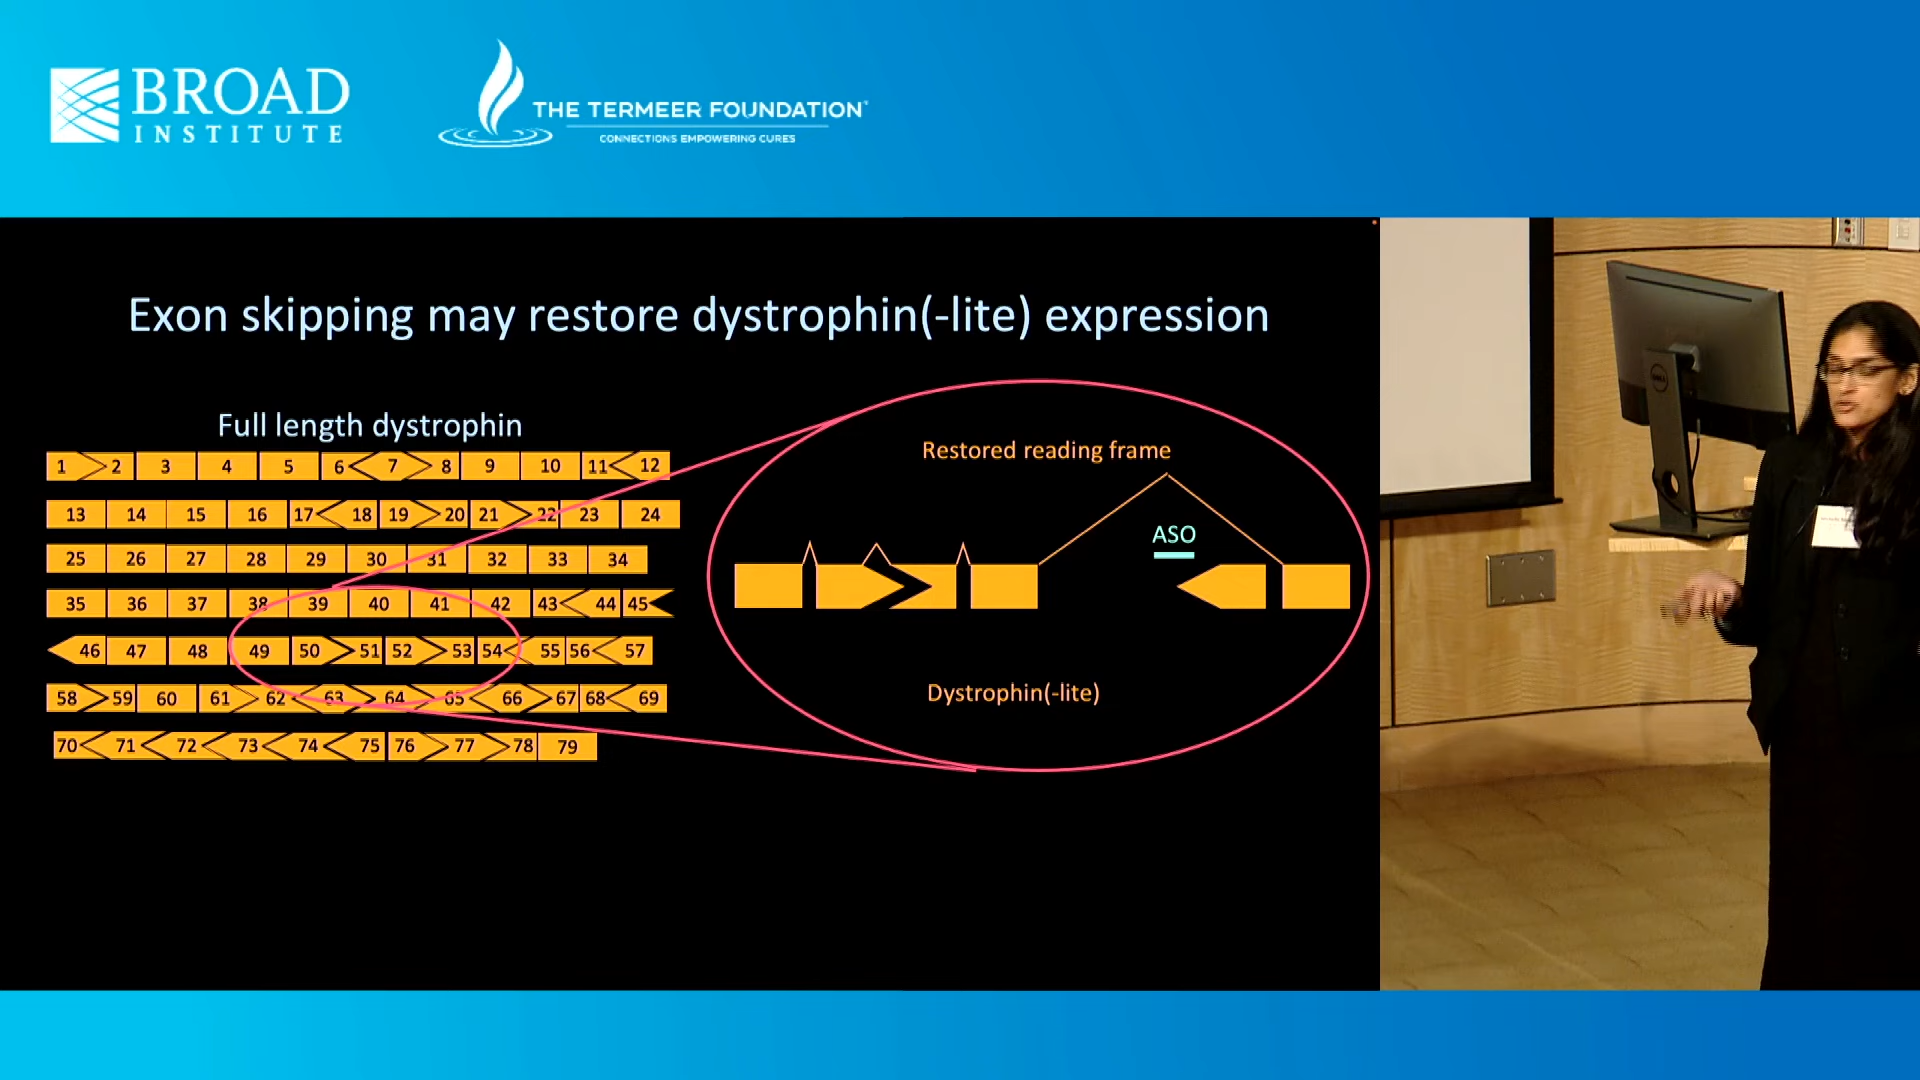 BROAD
INSTITUTE
THE TERMEER FOUNDATION
CONNECTIONS EMPOWERING CURES
Exon skipping may restore dystrophin(-lite) expression
Full length dystrophin
1 2 3 4 5 6 7 8 9 10 11 12
13 14 15 16 17 18 19 20 21 22 23 24
25 26 27 28 29 30 31 32 33 34
35 36 37 38 39 40 41 42 43 44 45
46 47 48 49 50 51 52 53 54 55 56 57
58 59 60 61 62 63 64 65 66 67 68 69
70 71 72 73 74 75 76 77 78 79
Restored reading frame
ASO
Dystrophin(-lite)
DELL